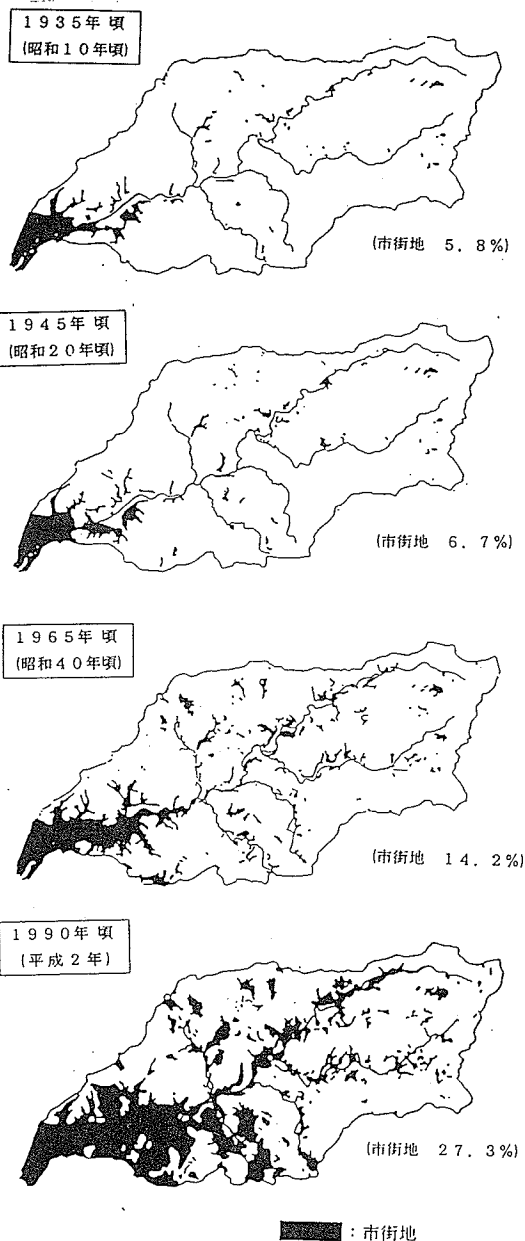 1935年頃
(昭和10年頃)
(市街地 5.8%)
1945年頃
(昭和20年頃)
(市街地 6.7%)
1965年頃
(昭和40年頃)
(市街地 14.2%)
1990年頃
(平成2年)
(市街地 27.3%)
:市街地